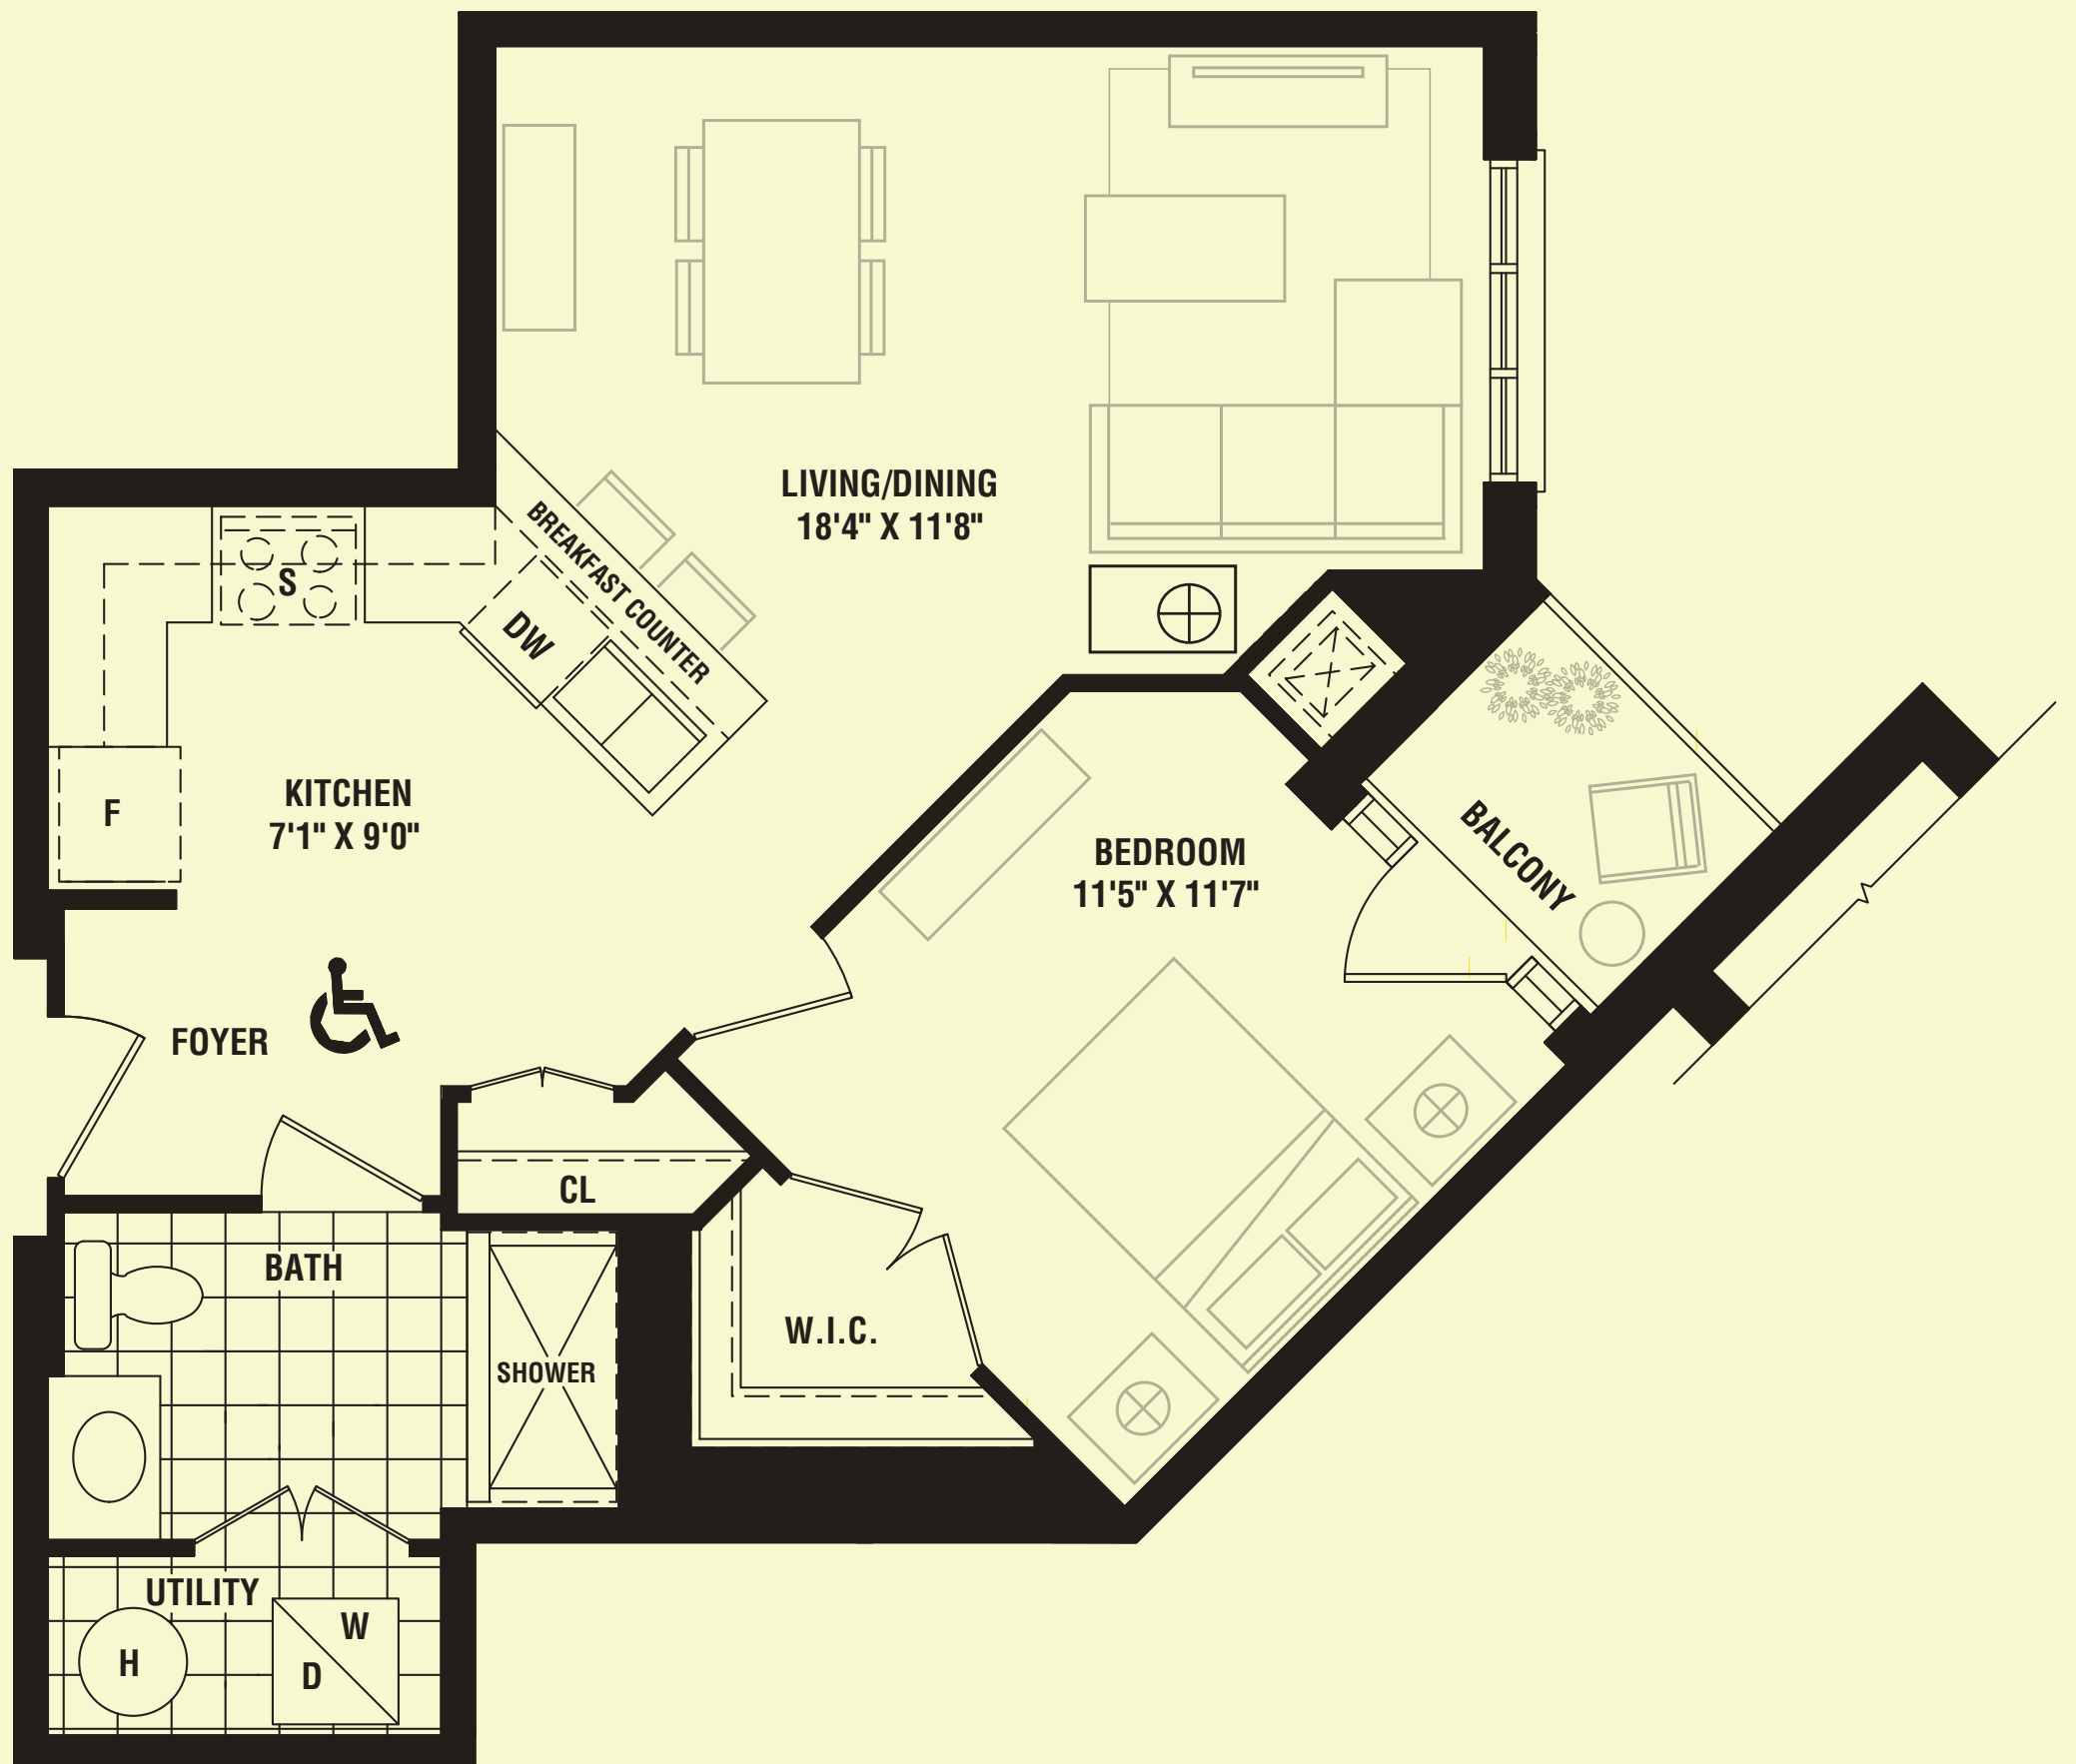 LIVING/DINING
18'4" X 11'8"
BREAKFAST COUNTER
S
DW
F
KITCHEN
7'1" X 9'0"
BEDROOM
11'5" X 11'7"
BALCONY
FOYER
CL
BATH
W.I.C.
SHOWER
UTILITY
W
H
D